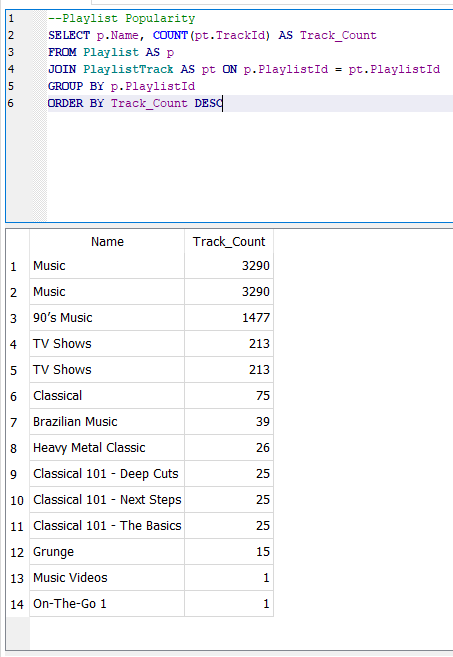 1 --Playlist Popularity
2 SELECT p.Name, COUNT(pt.TrackId) AS Track_Count
3 FROM Playlist AS p
4 JOIN PlaylistTrack AS pt ON p.PlaylistId = pt.PlaylistId
5 GROUP BY p.PlaylistId
6 ORDER BY Track_Count DESC
Name Track_Count
1 Music 3290
2 Music 3290
3 90’s Music 1477
4 TV Shows 213
5 TV Shows 213
6 Classical 75
7 Brazilian Music 39
8 Heavy Metal Classic 26
9 Classical 101 - Deep Cuts 25
10 Classical 101 - Next Steps 25
11 Classical 101 - The Basics 25
12 Grunge 15
13 Music Videos 1
14 On-The-Go 1 1